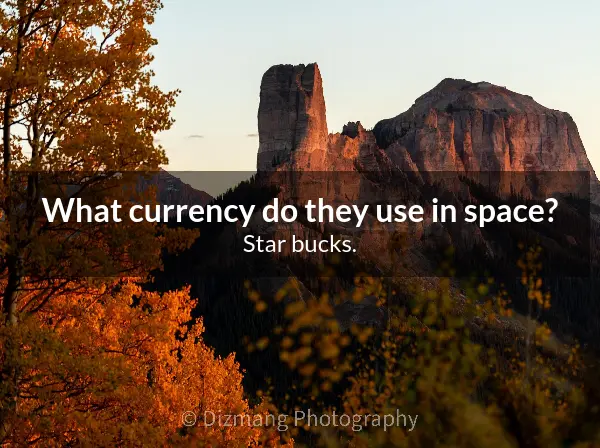 What currency do they use in space?
Star bucks.
© Dizmang Photography